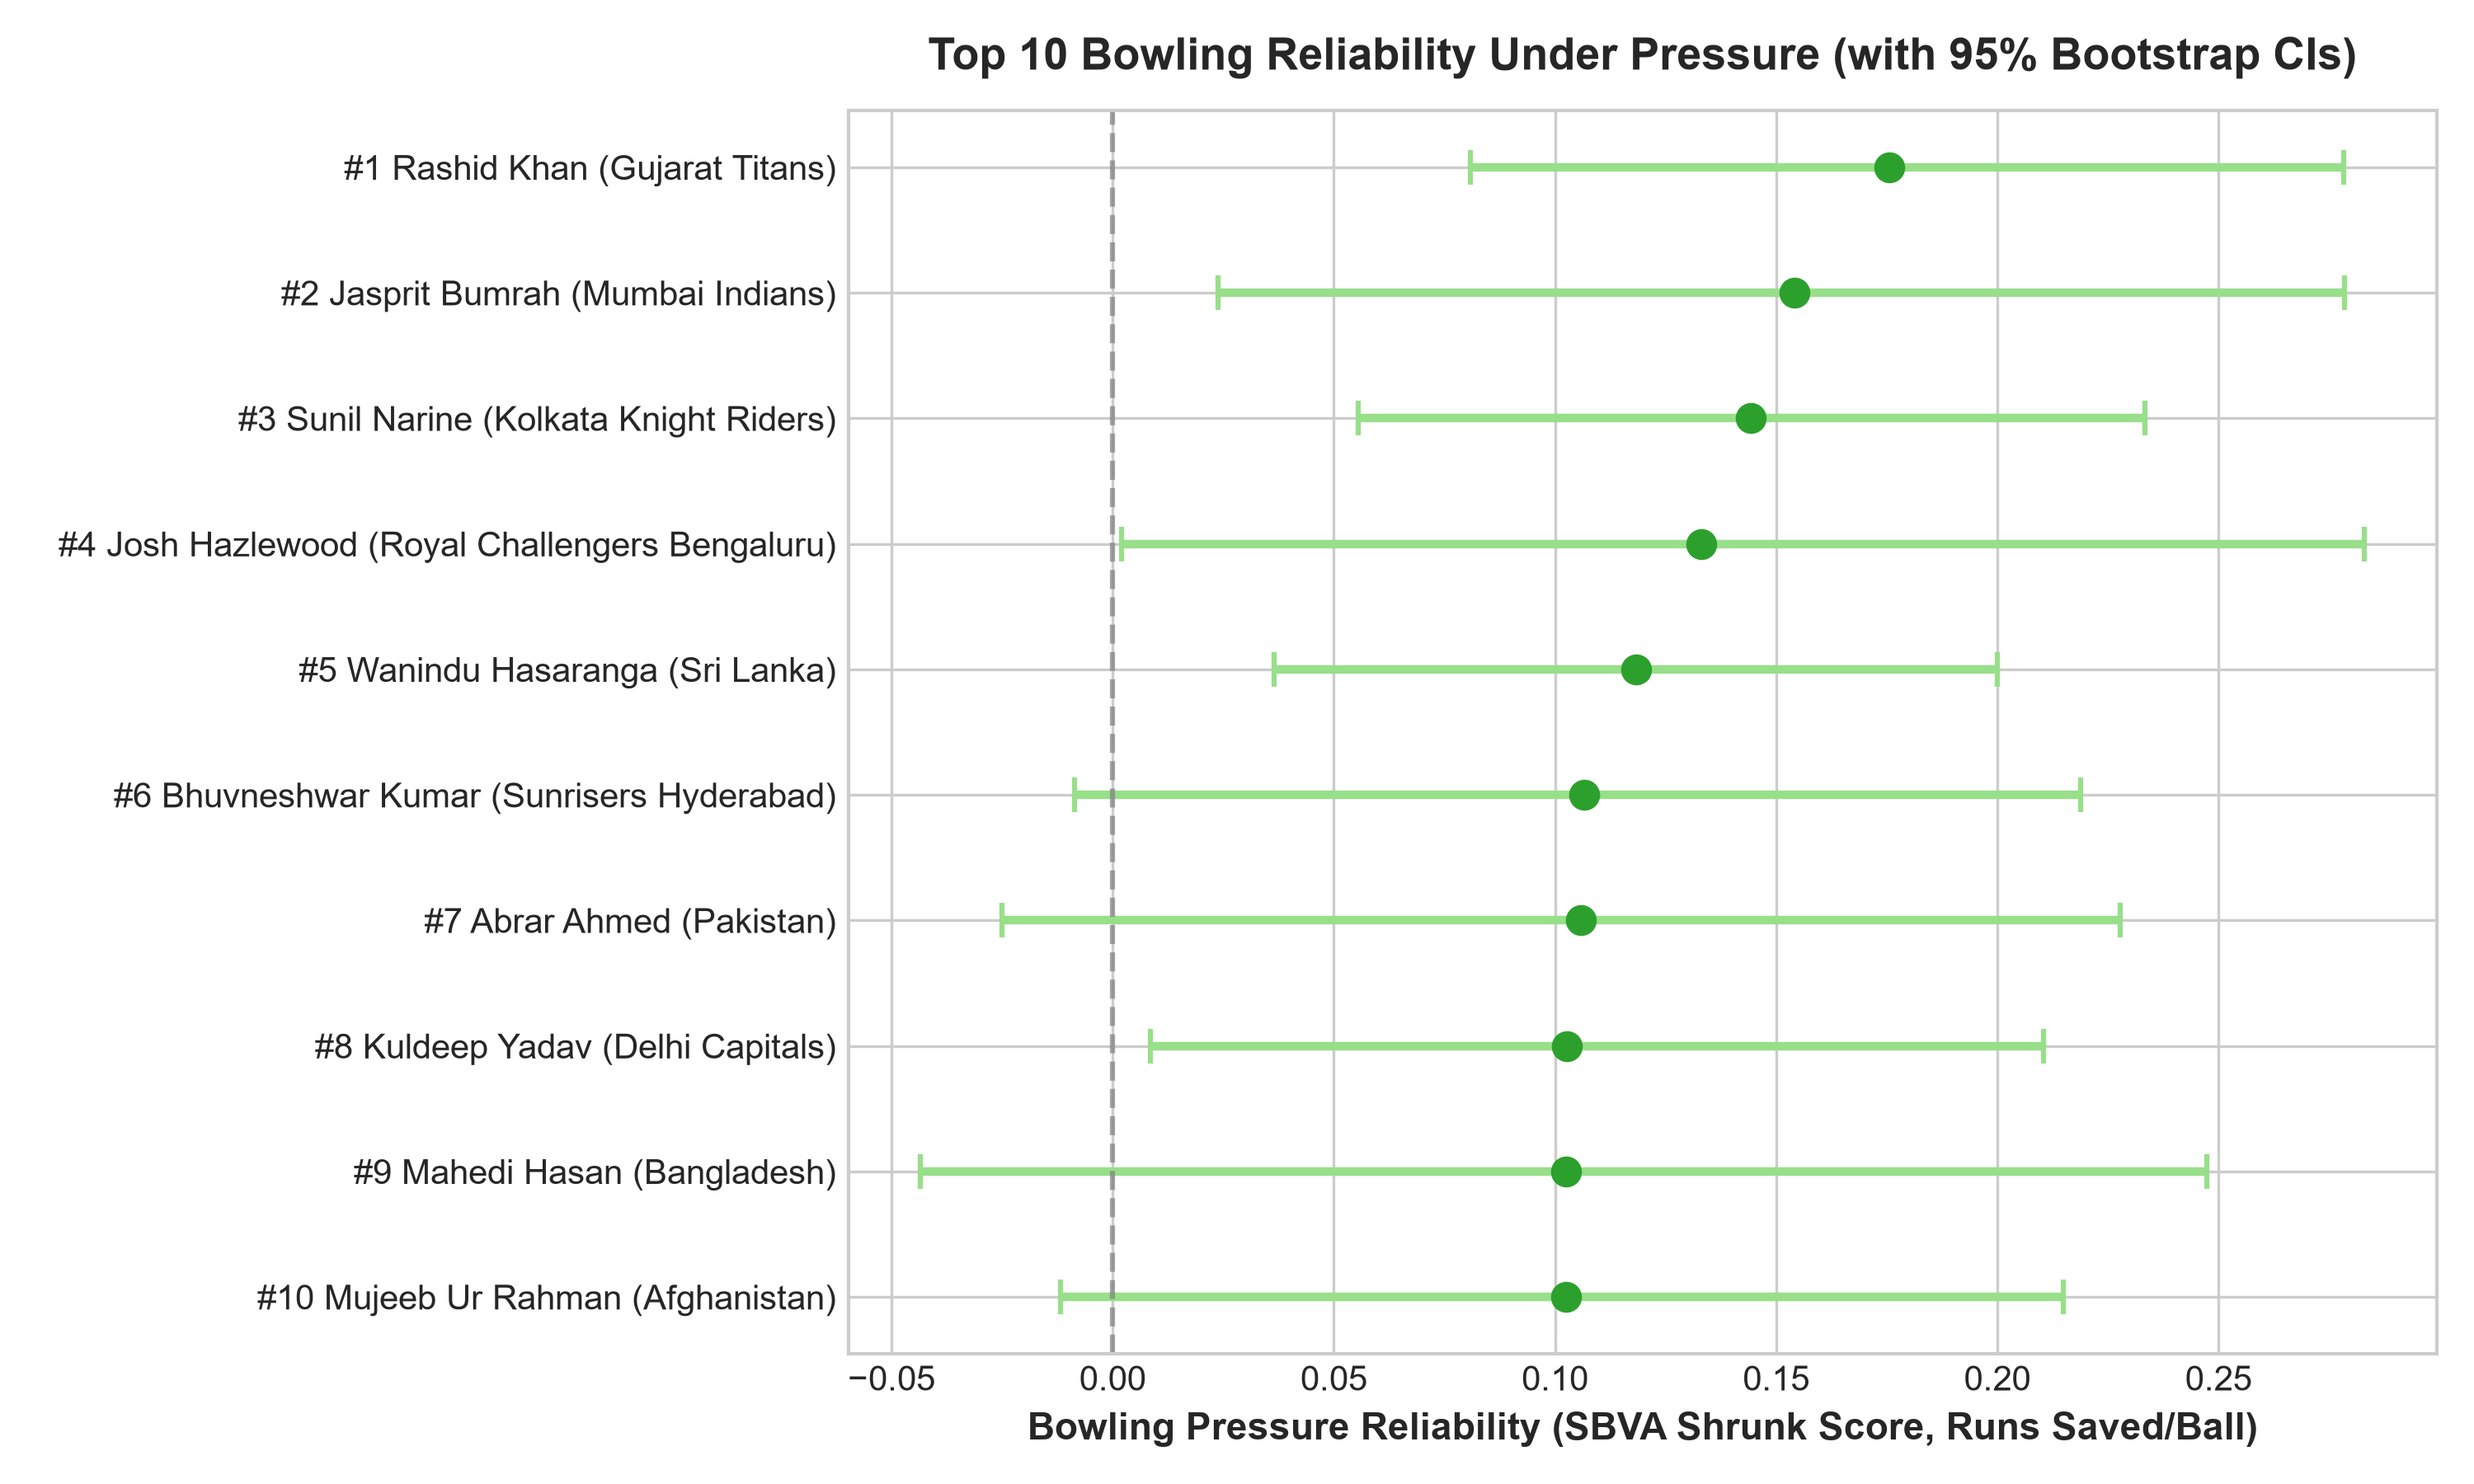 Top 10 Bowling Reliability Under Pressure (with 95% Bootstrap CIs)
#1 Rashid Khan (Gujarat Titans)
#2 Jasprit Bumrah (Mumbai Indians)
#3 Sunil Narine (Kolkata Knight Riders)
#4 Josh Hazlewood (Royal Challengers Bengaluru)
#5 Wanindu Hasaranga (Sri Lanka)
#6 Bhuvneshwar Kumar (Sunrisers Hyderabad)
#7 Abrar Ahmed (Pakistan)
#8 Kuldeep Yadav (Delhi Capitals)
#9 Mahedi Hasan (Bangladesh)
#10 Mujeeb Ur Rahman (Afghanistan)
−0.05 0.00 0.05 0.10 0.15 0.20 0.25
Bowling Pressure Reliability (SBVA Shrunk Score, Runs Saved/Ball)